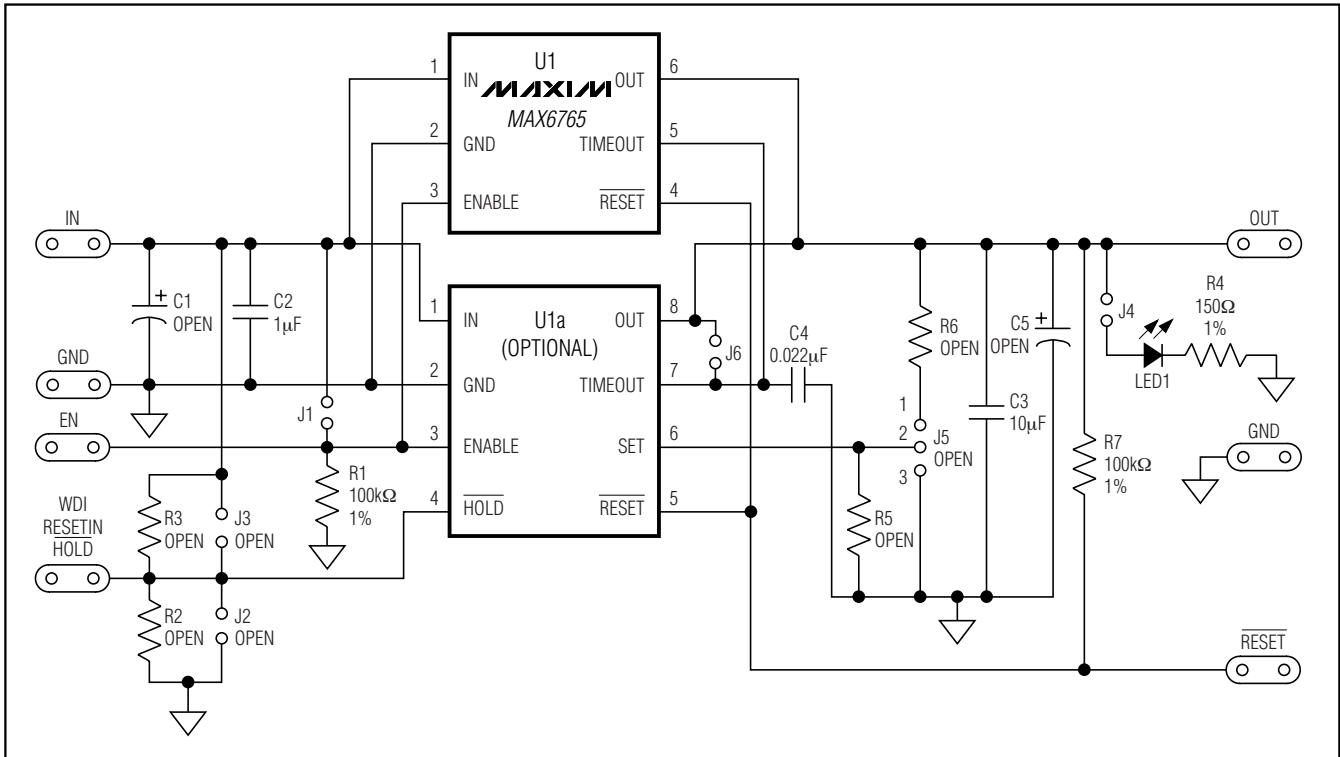 U1
MAXIM
MAX6765
1
IN
OUT
6
2
GND
TIMEOUT
5
3
ENABLE
RESET
4
IN
OUT
+
C1
OPEN
C2
1µF
1
IN
U1a
(OPTIONAL)
OUT
8
J6
C4
0.022µF
R6
OPEN
C5
OPEN
+
J4
R4
150Ω
1%
LED1
GND
2
GND
TIMEOUT
7
J1
1
2
3
J5
OPEN
C3
10µF
EN
3
ENABLE
SET
6
R1
100kΩ
1%
R7
100kΩ
1%
GND
WDI
RESETIN
HOLD
R3
OPEN
J3
OPEN
4
HOLD
RESET
5
R5
OPEN
R2
OPEN
J2
OPEN
RESET